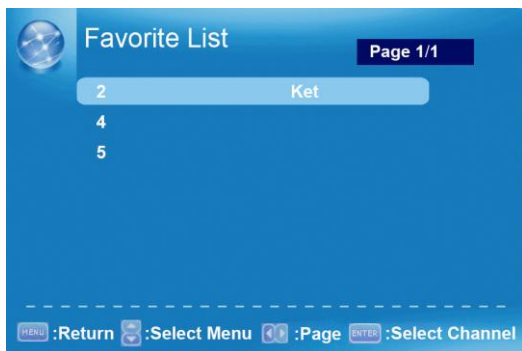 Favorite List
Page 1/1
2 Ket
4
5
MENU :Return :Select Menu :Page ENTER :Select Channel